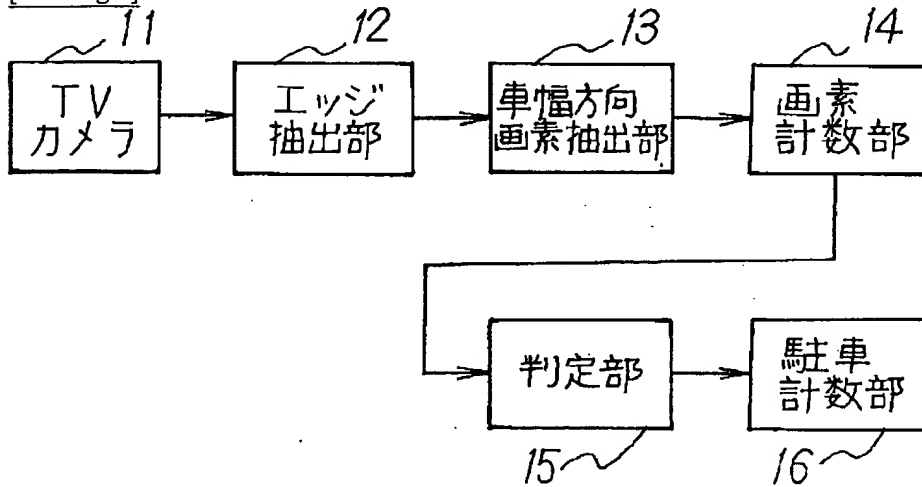 11
12
13
14
TV
カメラ
エッジ
抽出部
車幅方向
画素抽出部
画素
計数部
判定部
駐車
計数部
15
16